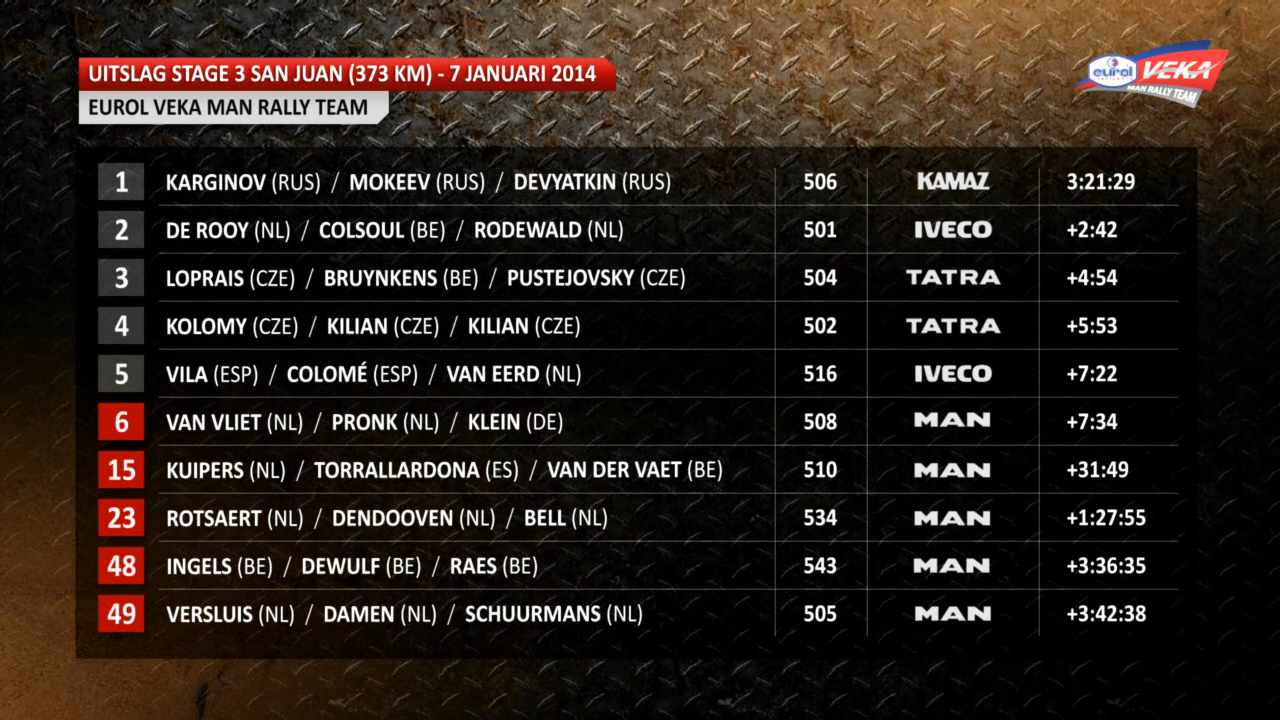 UITSLAG STAGE 3 SAN JUAN (373 KM) - 7 JANUARI 2014
EUROL VEKA MAN RALLY TEAM
eurol VEKA
MAN RALLY TEAM
1 KARGINOV (RUS) / MOKEEV (RUS) / DEVYATKIN (RUS) 506 KAMAZ 3:21:29
2 DE ROOY (NL) / COLSOUL (BE) / RODEWALD (NL) 501 IVECO +2:42
3 LOPRAIS (CZE) / BRUYNKENS (BE) / PUSTEJOVSKY (CZE) 504 TATRA +4:54
4 KOLOMY (CZE) / KILIAN (CZE) / KILIAN (CZE) 502 TATRA +5:53
5 VILA (ESP) / COLOMÉ (ESP) / VAN EERD (NL) 516 IVECO +7:22
6 VAN VLIET (NL) / PRONK (NL) / KLEIN (DE) 508 MAN +7:34
15 KUIPERS (NL) / TORRALLARDONA (ES) / VAN DER VAET (BE) 510 MAN +31:49
23 ROTSAERT (NL) / DENDOOVEN (NL) / BELL (NL) 534 MAN +1:27:55
48 INGELS (BE) / DEWULF (BE) / RAES (BE) 543 MAN +3:36:35
49 VERSLUIS (NL) / DAMEN (NL) / SCHUURMANS (NL) 505 MAN +3:42:38